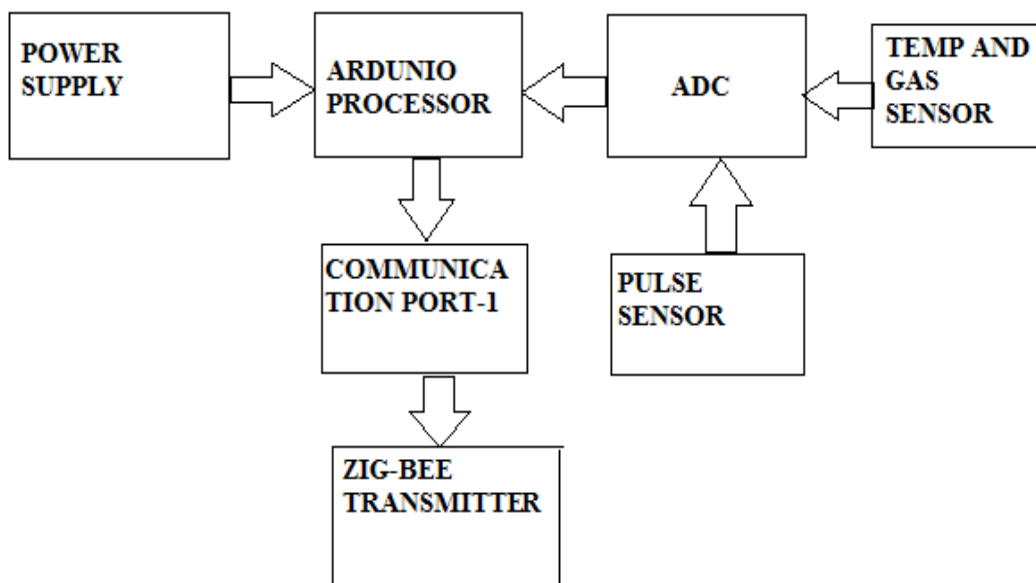 POWER
SUPPLY
ARDUNIO
PROCESSOR
ADC
TEMP AND
GAS
SENSOR
COMMUNICA
TION PORT-1
PULSE
SENSOR
ZIG-BEE
TRANSMITTER